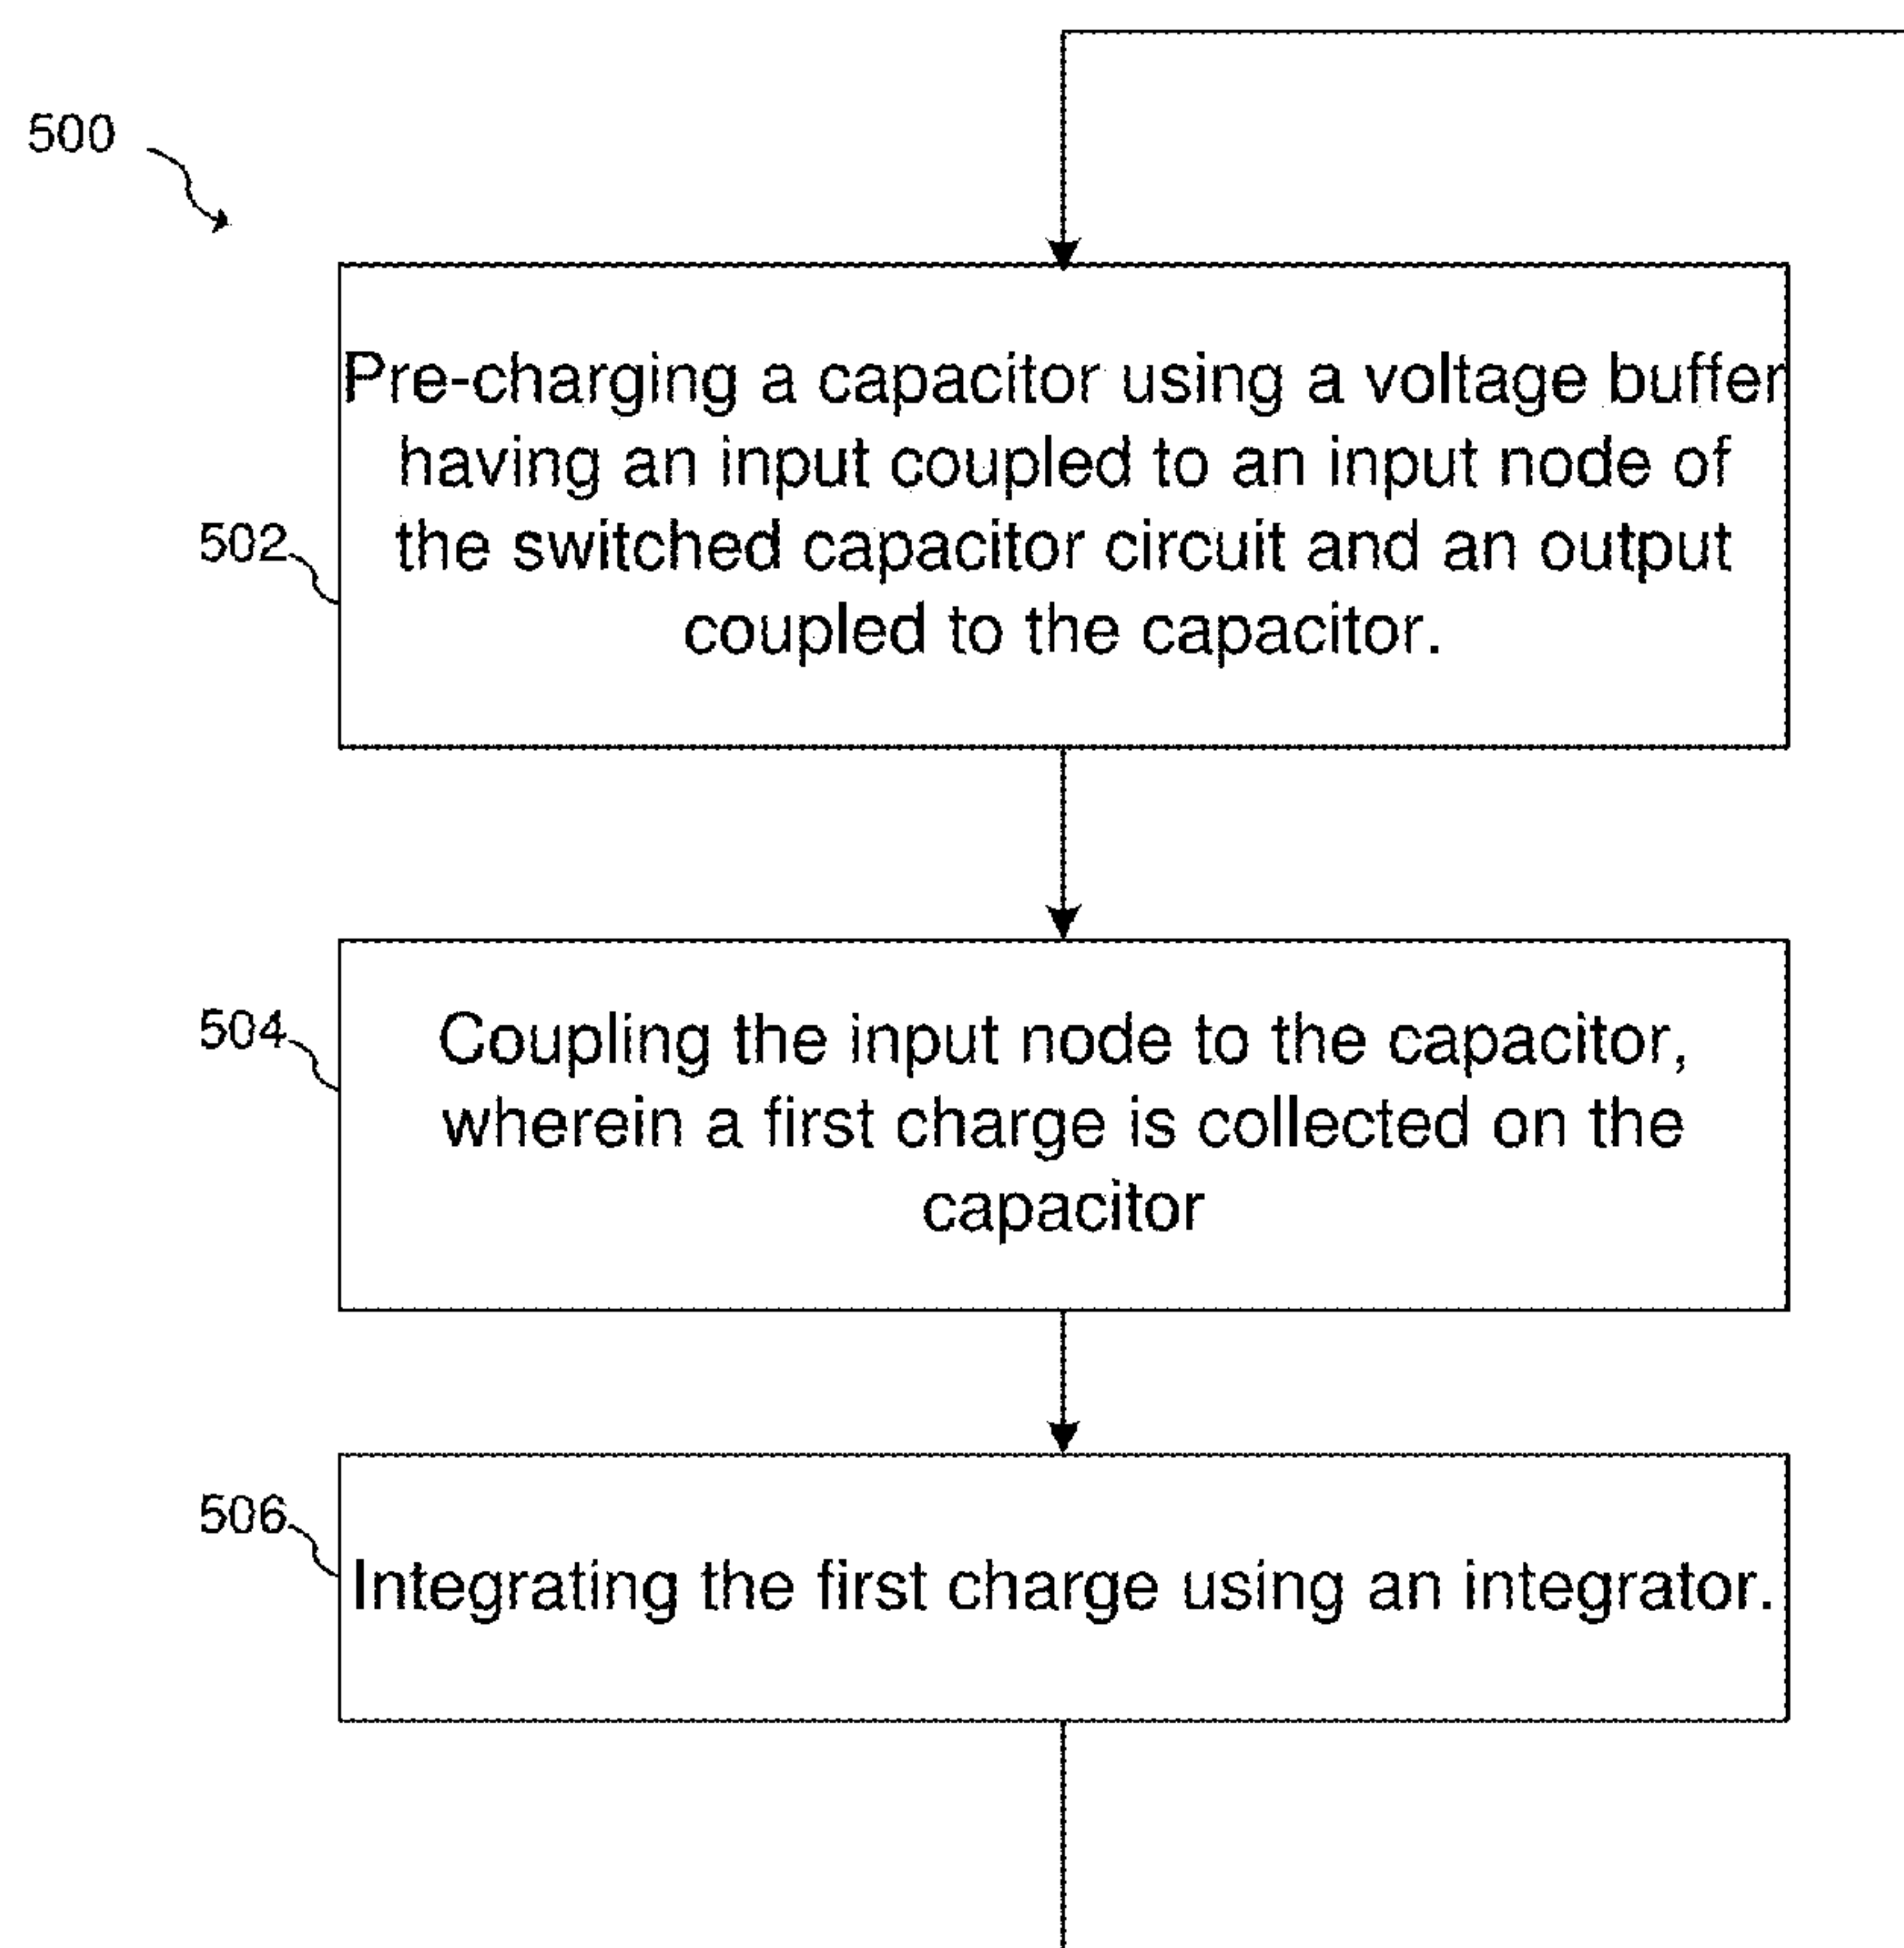 500
Pre-charging a capacitor using a voltage buffer
having an input coupled to an input node of
the switched capacitor circuit and an output
coupled to the capacitor.
502
504
Coupling the input node to the capacitor,
wherein a first charge is collected on the
capacitor
506
Integrating the first charge using an integrator.